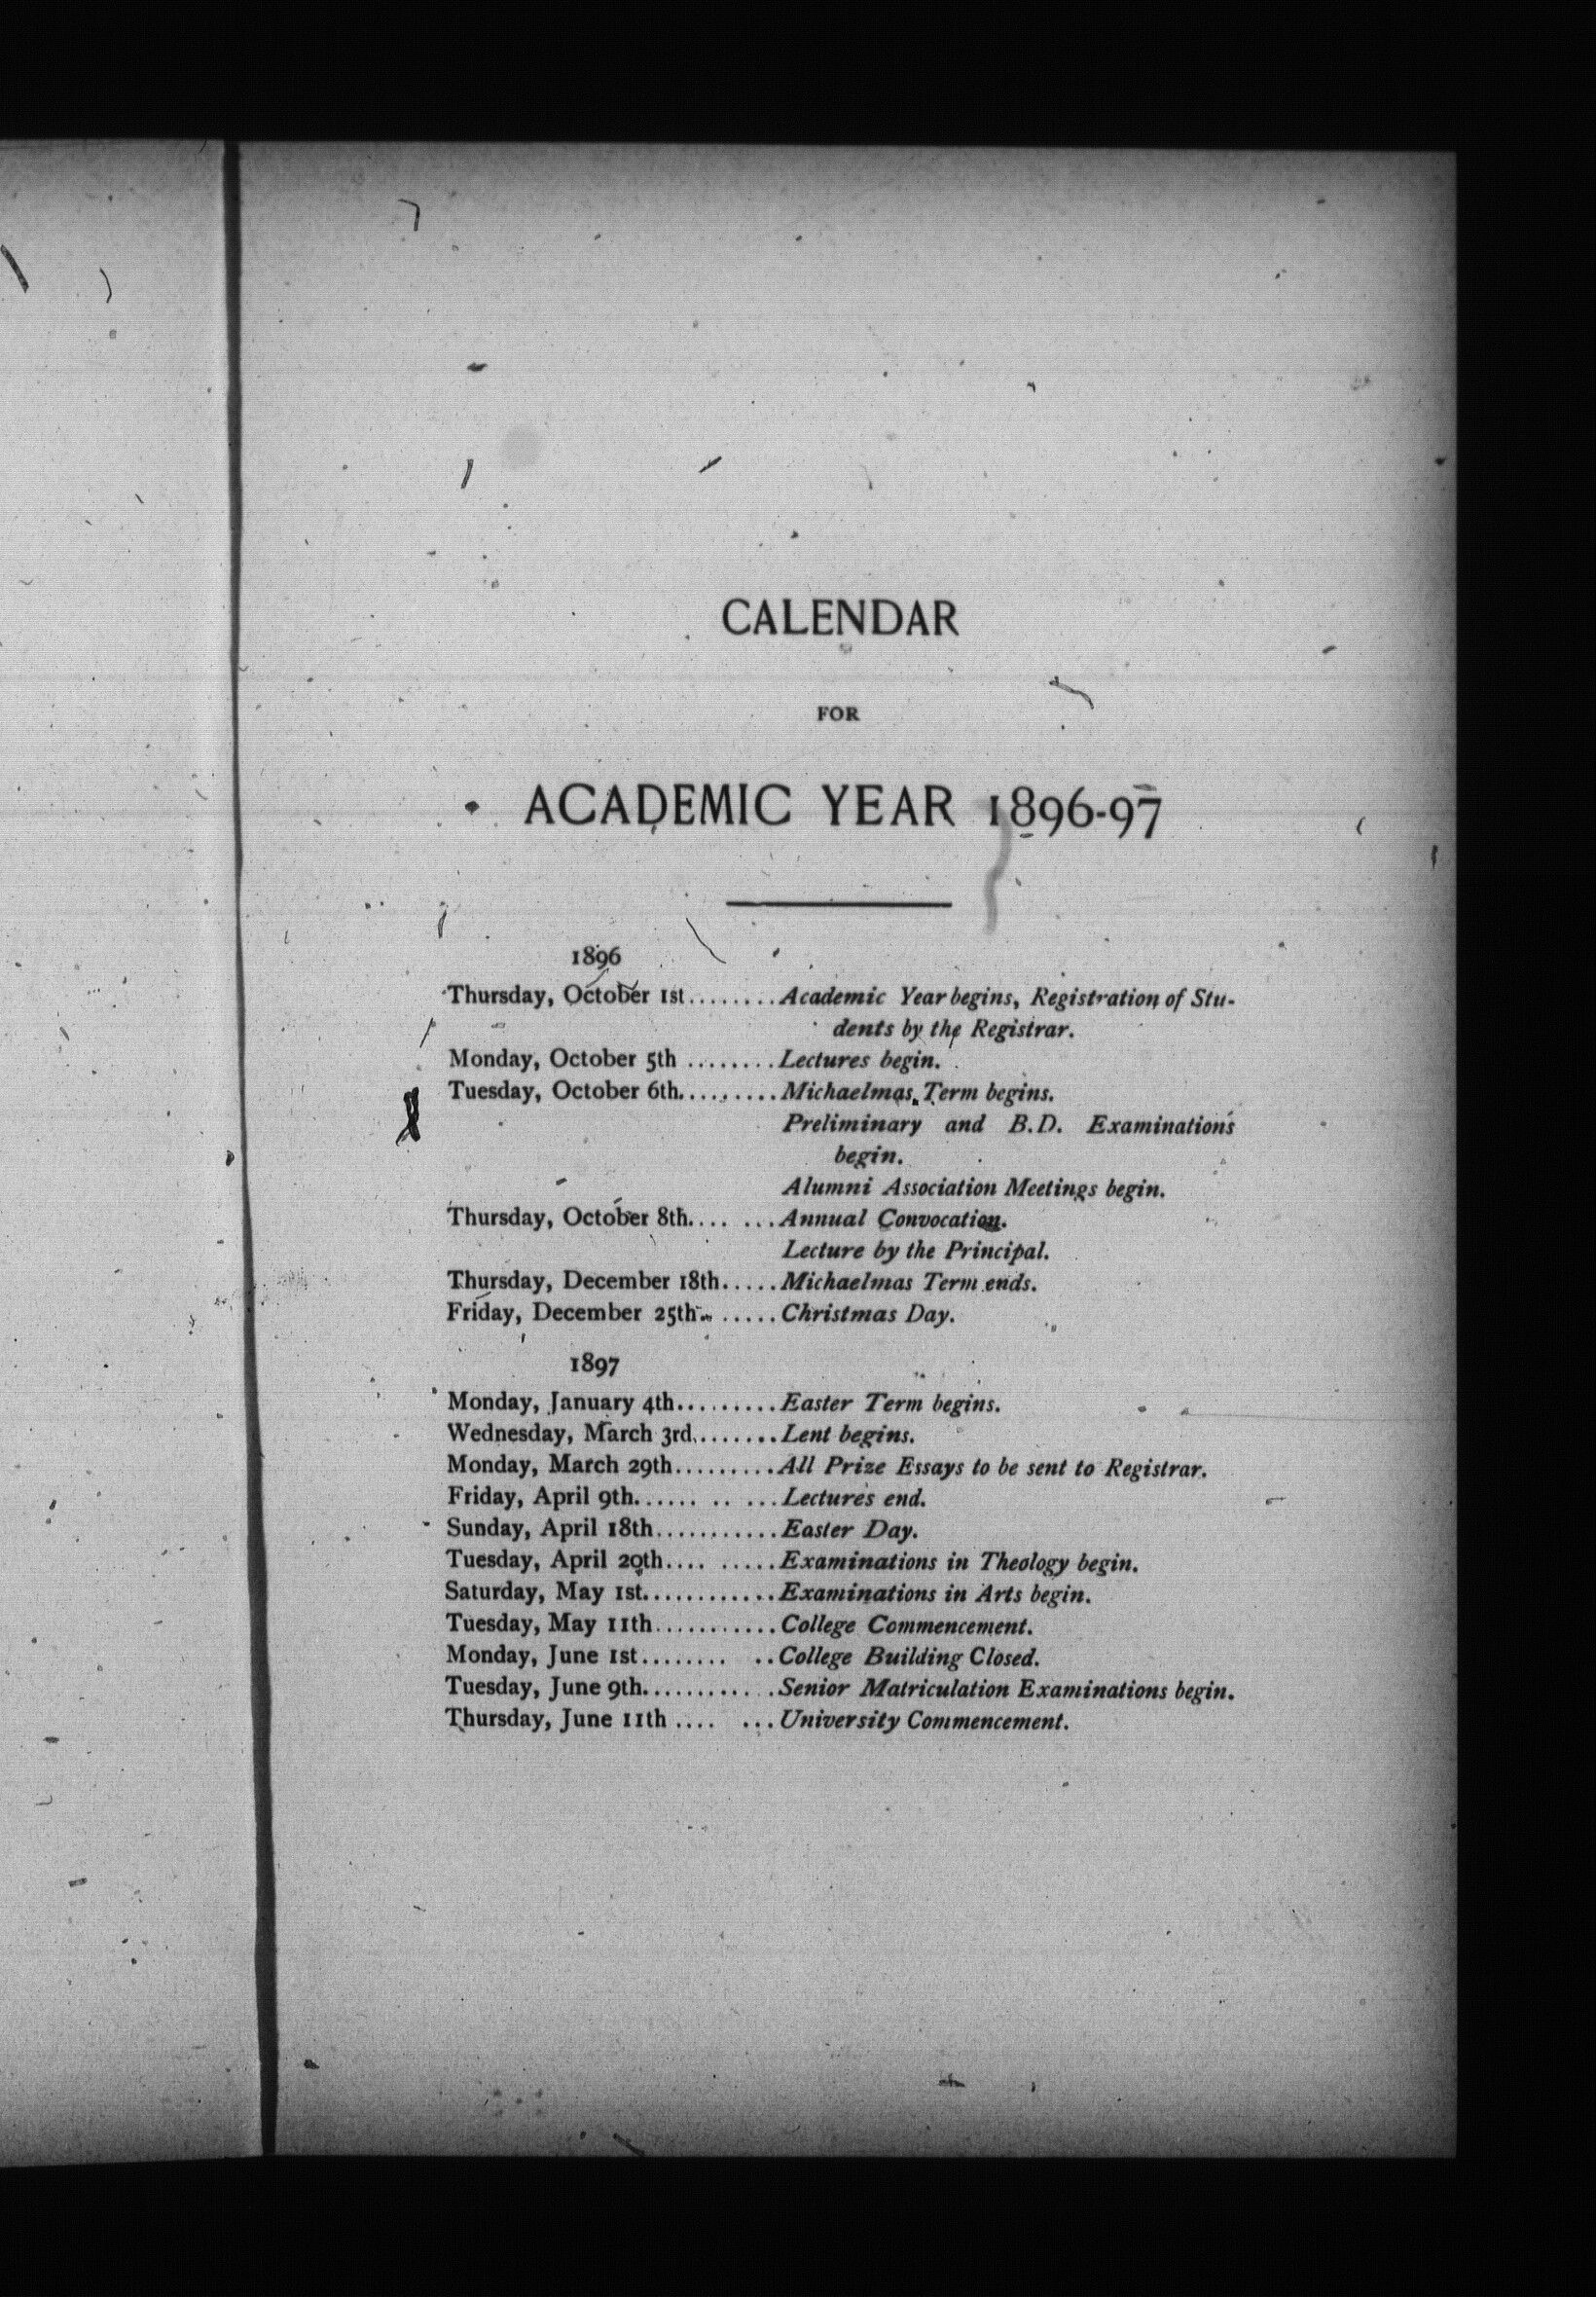 CALENDAR
FOR
ACADEMIC YEAR 1896-97
1896
Thursday, October 1st........Academic Year begins, Registration of Stu-
dents by the Registrar.
Monday, October 5th ........Lectures begin.
Tuesday, October 6th.........Michaelmas Term begins.
Preliminary and B.D. Examinations
begin.
Alumni Association Meetings begin.
Thursday, October 8th.... ...Annual Convocation.
Lecture by the Principal.
Thursday, December 18th.....Michaelmas Term ends.
Friday, December 25th.. .....Christmas Day.
1897
Monday, January 4th.........Easter Term begins.
Wednesday, March 3rd........Lent begins.
Monday, March 29th.........All Prize Essays to be sent to Registrar.
Friday, April 9th...... .. ...Lectures end.
Sunday, April 18th...........Easter Day.
Tuesday, April 20th.... .....Examinations in Theology begin.
Saturday, May 1st............Examinations in Arts begin.
Tuesday, May 11th...........College Commencement.
Monday, June 1st........ ..College Building Closed.
Tuesday, June 9th............Senior Matriculation Examinations begin.
Thursday, June 11th .... ...University Commencement.